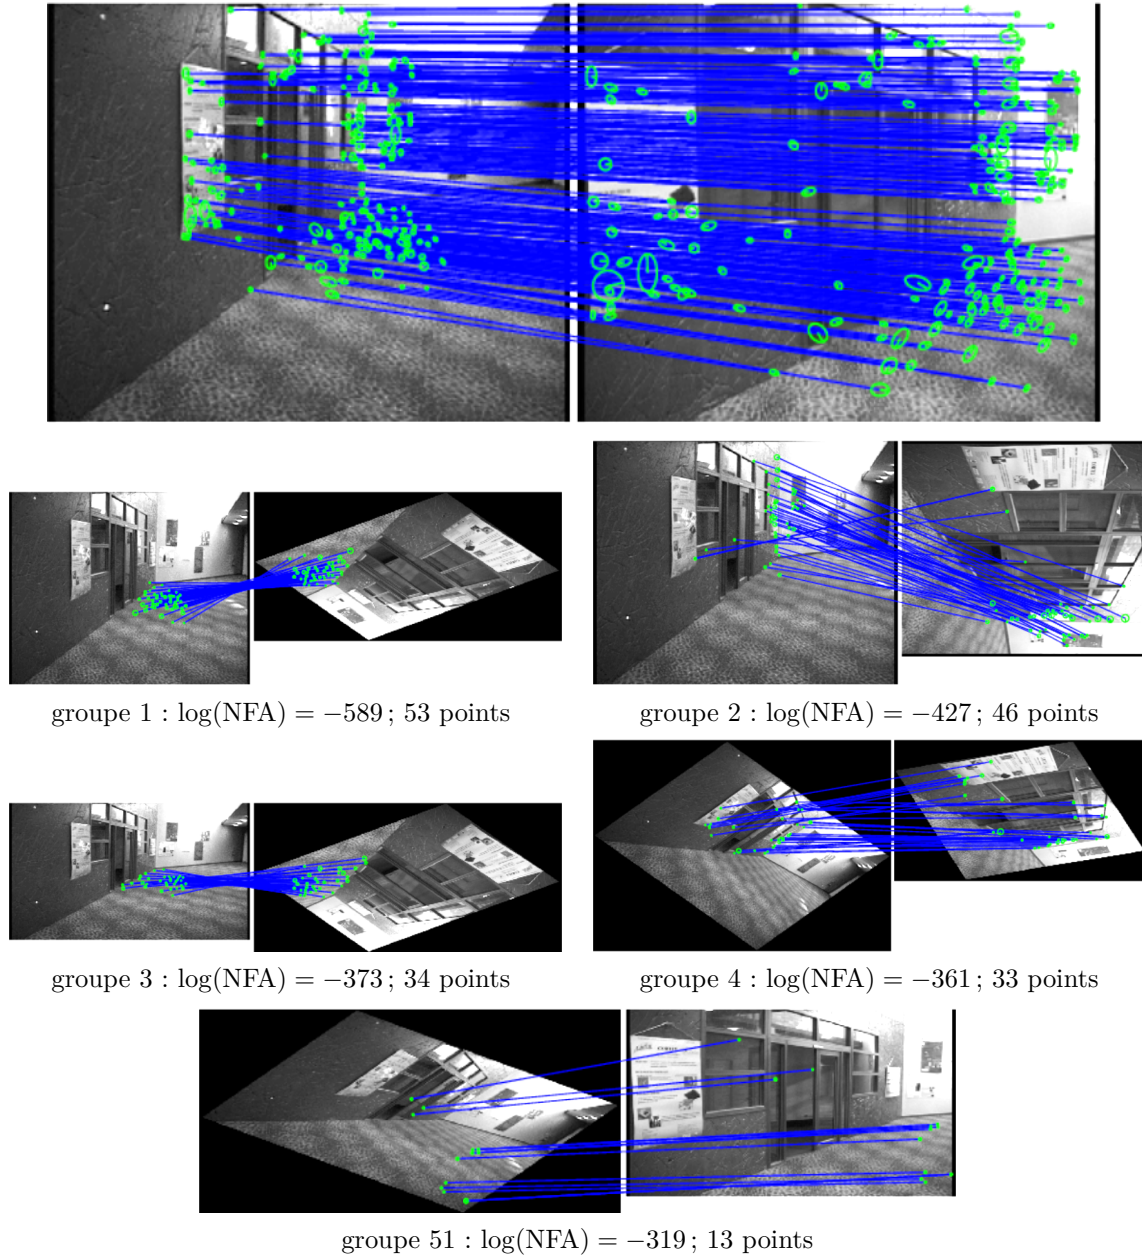 groupe 1 : log(NFA) = −589 ; 53 points
groupe 2 : log(NFA) = −427 ; 46 points
groupe 3 : log(NFA) = −373 ; 34 points
groupe 4 : log(NFA) = −361 ; 33 points
groupe 51 : log(NFA) = −319 ; 13 points